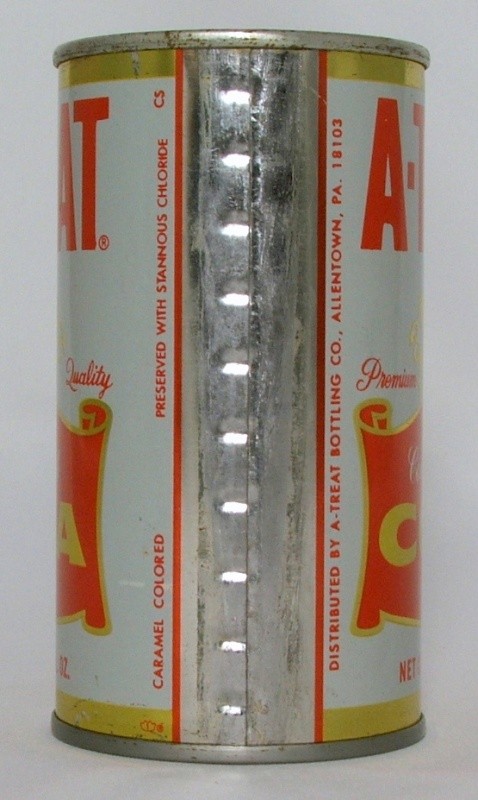 AT®
Quality
A
OZ.
CARAMEL COLORED PRESERVED WITH STANNOUS CHLORIDE CS
DISTRIBUTED BY A-TREAT BOTTLING CO., ALLENTOWN, PA. 18103
A-T
Premium
C
NET